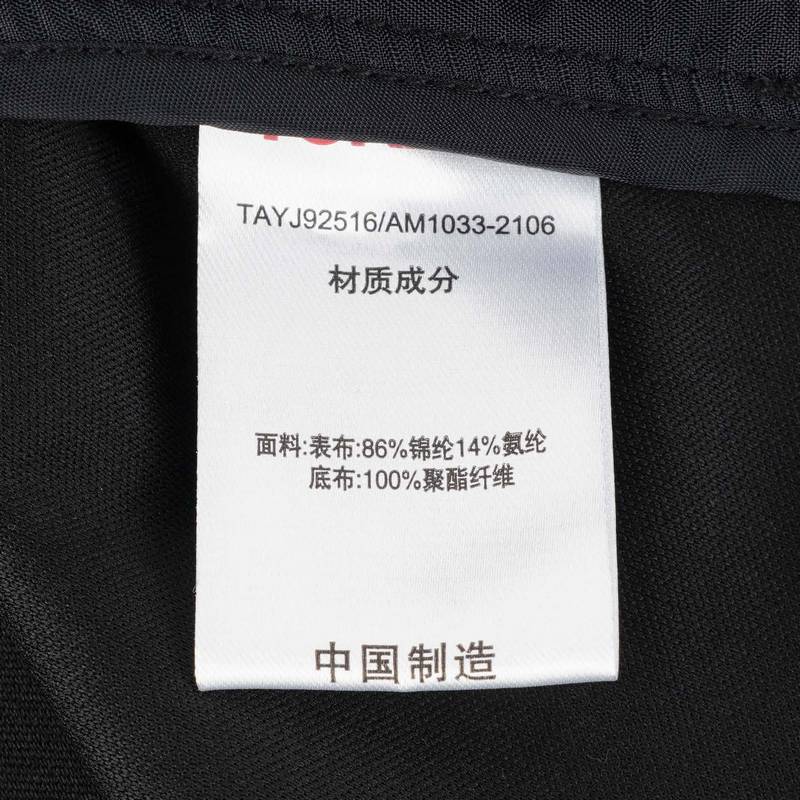 TAYJ92516/AM1033-2106
材质成分
面料:表布:86%锦纶14%氨纶
底布:100%聚酯纤维
中国制造